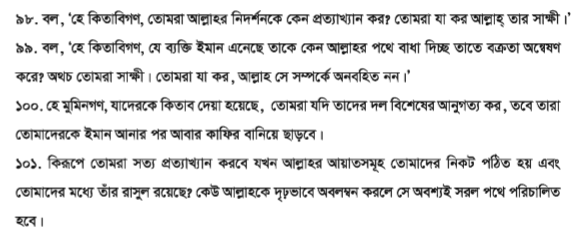 ৯৮. বল, ‘হে কিতাবিগণ, তোমরা আল্লাহর নিদর্শনকে কেন প্রত্যাখ্যান কর? তোমরা যা কর আল্লাহ্ তার সাক্ষী।’
৯৯. বল, ‘হে কিতাবিগণ, যে ব্যক্তি ইমান এনেছে তাকে কেন আল্লাহর পথে বাধা দিচ্ছ তাতে বক্রতা অন্বেষণ
করে? অথচ তোমরা সাক্ষী। তোমরা যা কর, আল্লাহ সে সম্পর্কে অনবহিত নন।’
১০০. হে মুমিনগণ, যাদেরকে কিতাব দেয়া হয়েছে, তোমরা যদি তাদের দল বিশেষের আনুগত্য কর, তবে তারা
তোমাদেরকে ইমান আনার পর আবার কাফির বানিয়ে ছাড়বে।
১০১. কিরূপে তোমরা সত্য প্রত্যাখ্যান করবে যখন আল্লাহর আয়াতসমূহ তোমাদের নিকট পঠিত হয় এবং
তোমাদের মধ্যে তাঁর রাসুল রয়েছে? কেউ আল্লাহকে দৃঢ়ভাবে অবলম্বন করলে সে অবশ্যই সরল পথে পরিচালিত
হবে।